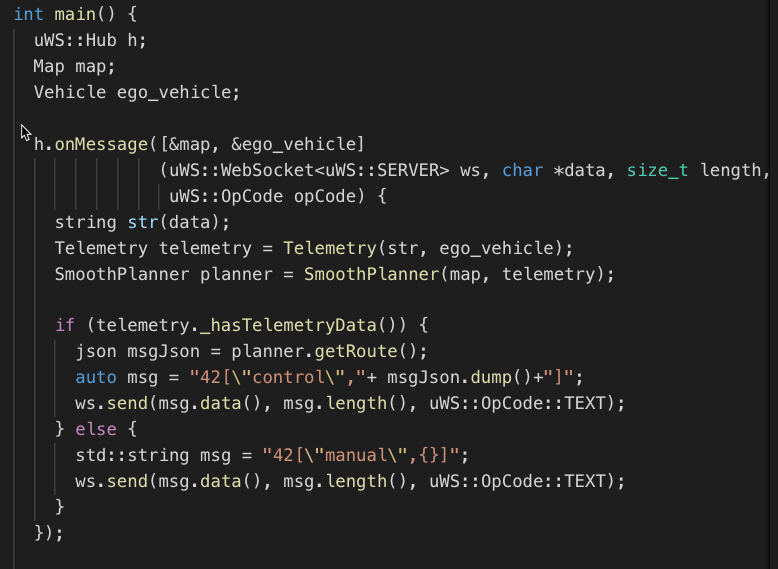 int main() {
  uWS::Hub h;
  Map map;
  Vehicle ego_vehicle;

  h.onMessage([&map, &ego_vehicle]
              (uWS::WebSocket<uWS::SERVER> ws, char *data, size_t length,
               uWS::OpCode opCode) {
    string str(data);
    Telemetry telemetry = Telemetry(str, ego_vehicle);
    SmoothPlanner planner = SmoothPlanner(map, telemetry);

    if (telemetry._hasTelemetryData()) {
      json msgJson = planner.getRoute();
      auto msg = "42[\"control\","+ msgJson.dump()+"]";
      ws.send(msg.data(), msg.length(), uWS::OpCode::TEXT);
    } else {
      std::string msg = "42[\"manual\",{}]";
      ws.send(msg.data(), msg.length(), uWS::OpCode::TEXT);
    }
  });